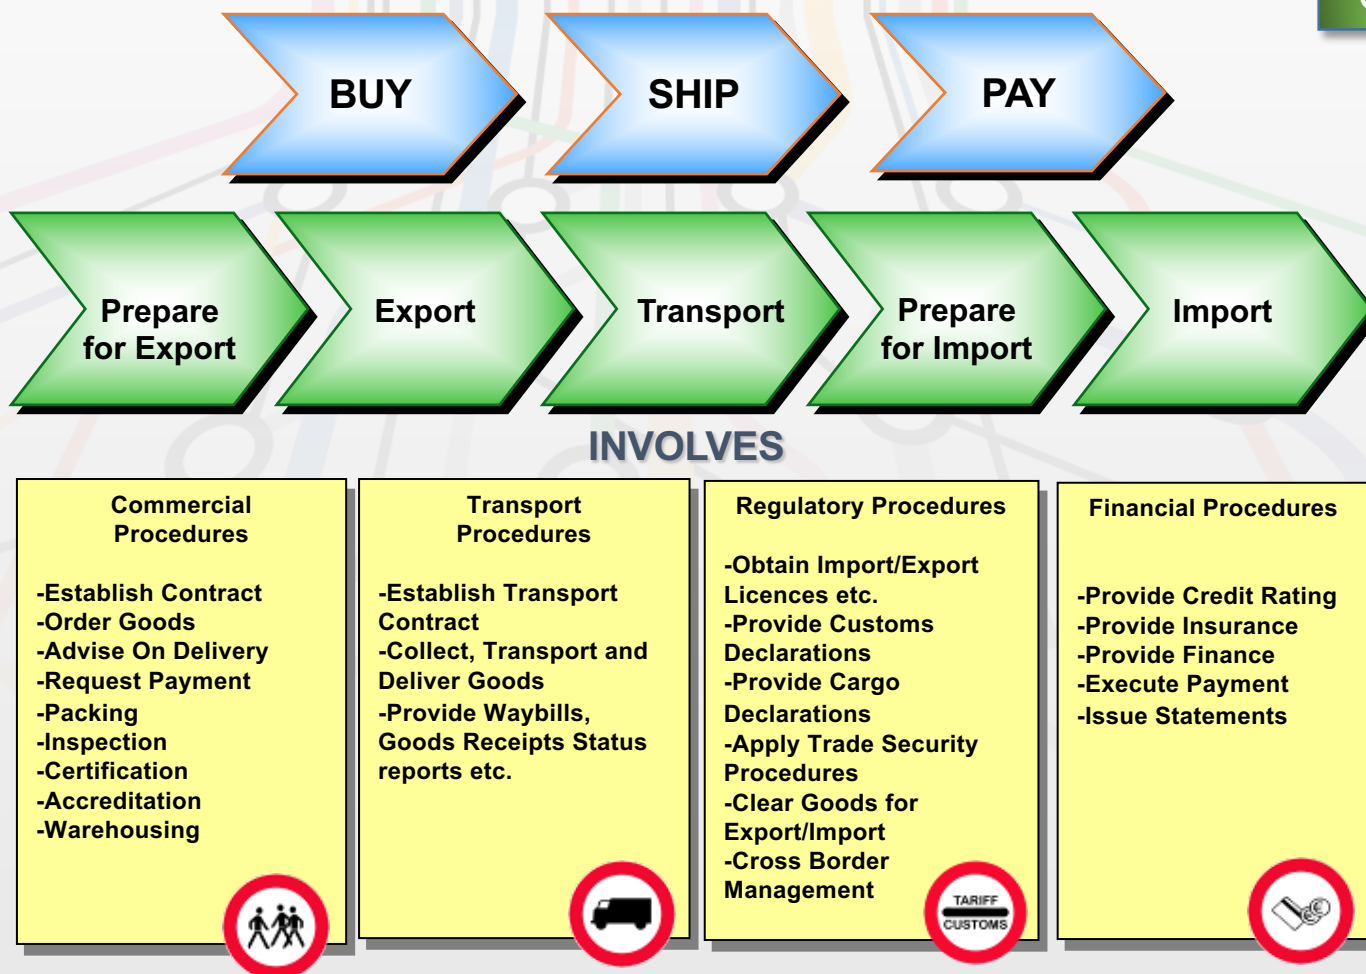 BUY
SHIP
PAY
Prepare
for Export
Export
Transport
Prepare
for Import
Import
INVOLVES
Commercial
Procedures
-Establish Contract
-Order Goods
-Advise On Delivery
-Request Payment
-Packing
-Inspection
-Certification
-Accreditation
-Warehousing
Transport
Procedures
-Establish Transport
Contract
-Collect, Transport and
Deliver Goods
-Provide Waybills,
Goods Receipts Status
reports etc.
Regulatory Procedures
-Obtain Import/Export
Licences etc.
-Provide Customs
Declarations
-Provide Cargo
Declarations
-Apply Trade Security
Procedures
-Clear Goods for
Export/Import
-Cross Border
Management
TARIFF
CUSTOMS
Financial Procedures
-Provide Credit Rating
-Provide Insurance
-Provide Finance
-Execute Payment
-Issue Statements